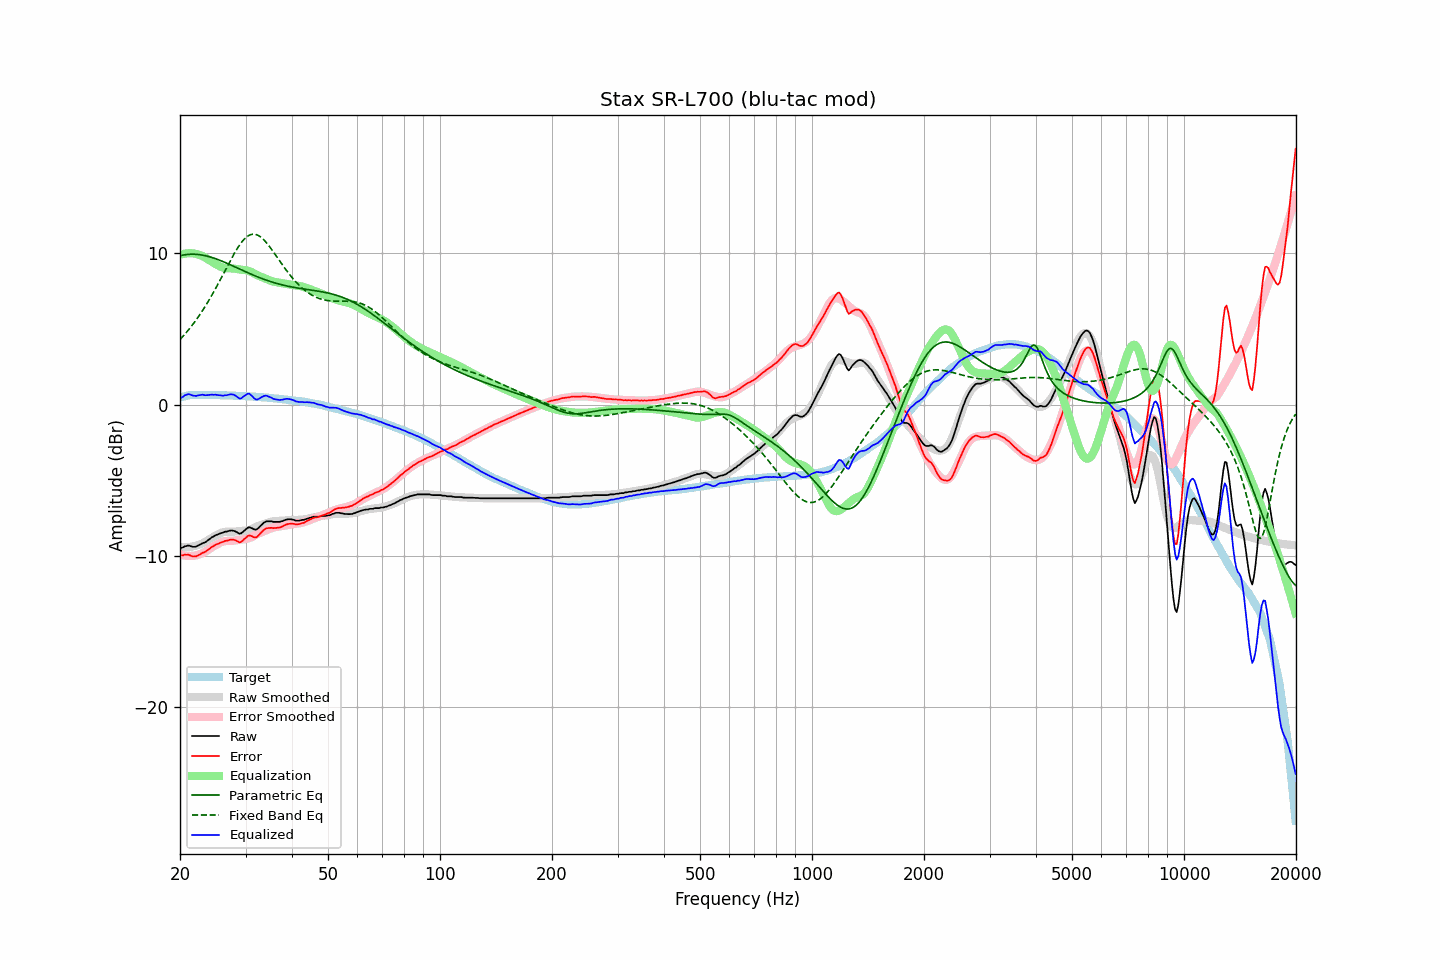 Stax SR-L700 (blu-tac mod)
Amplitude (dBr)
10
0
−10
−20
Target
Raw Smoothed
Error Smoothed
Raw
Error
Equalization
Parametric Eq
Fixed Band Eq
Equalized
20 50 100 200 500 1000 2000 5000 10000 20000
Frequency (Hz)